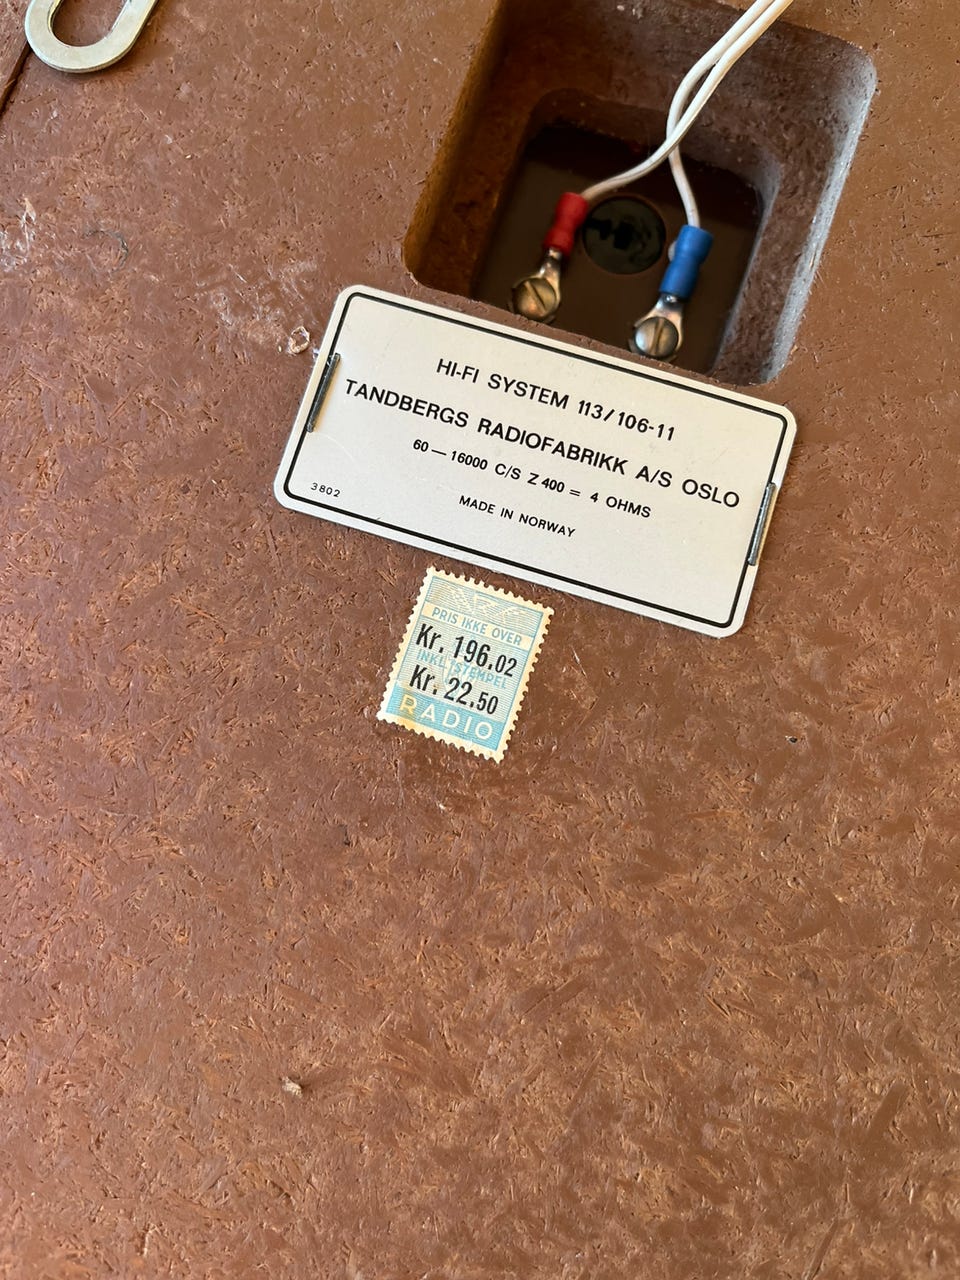 HI-FI SYSTEM 113/106-11
TANDBERGS RADIOFABRIKK A/S OSLO
60 — 16000 C/S Z 400 = 4 OHMS
MADE IN NORWAY
3802
PRIS IKKE OVER
Kr. 196.02
INKL. STEMPEL
Kr. 22.50
RADIO